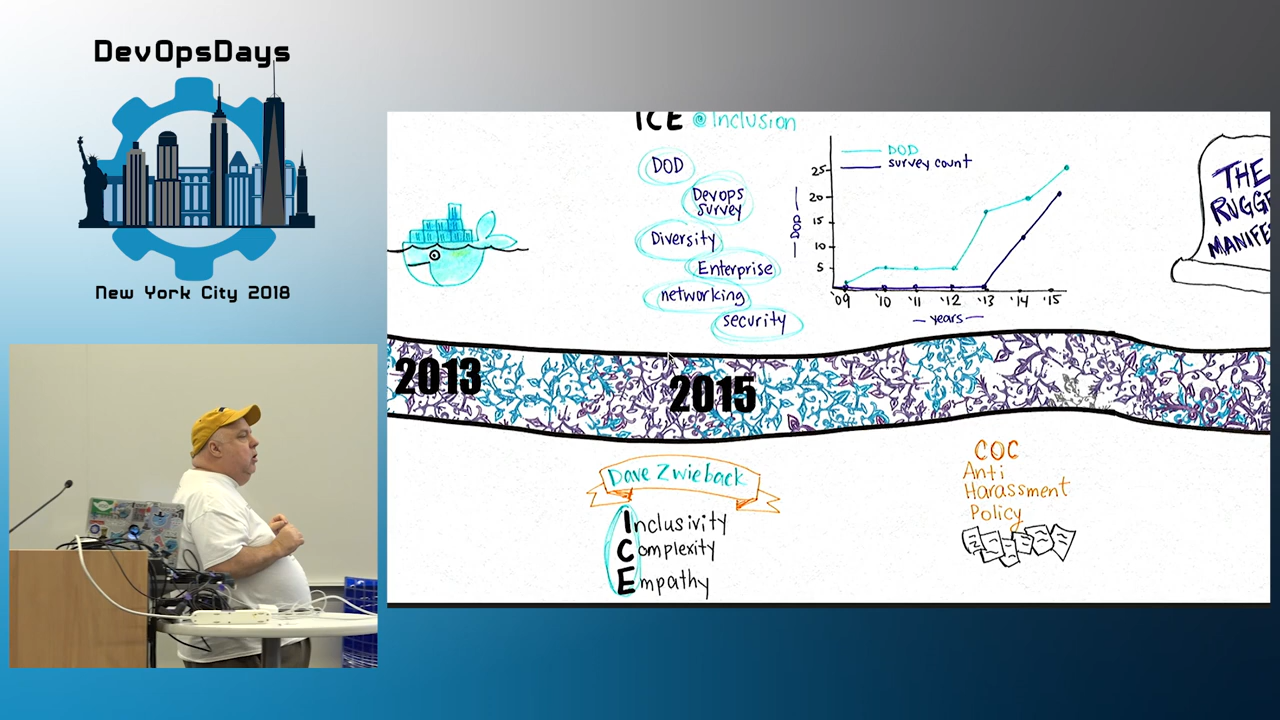 DevOpsDays
New York City 2018
ICE @Inclusion
DOD
Devops
survey
Diversity
Enterprise
networking
security
DOD
survey count
DOD
25
20
15
10
5
'09
'10
'11
'12
'13
'14
'15
years
THE
RUGGE
MANIFE
2013
2015
Dave Zwieback
Inclusivity
Complexity
Empathy
COC
Anti
Harassment
Policy